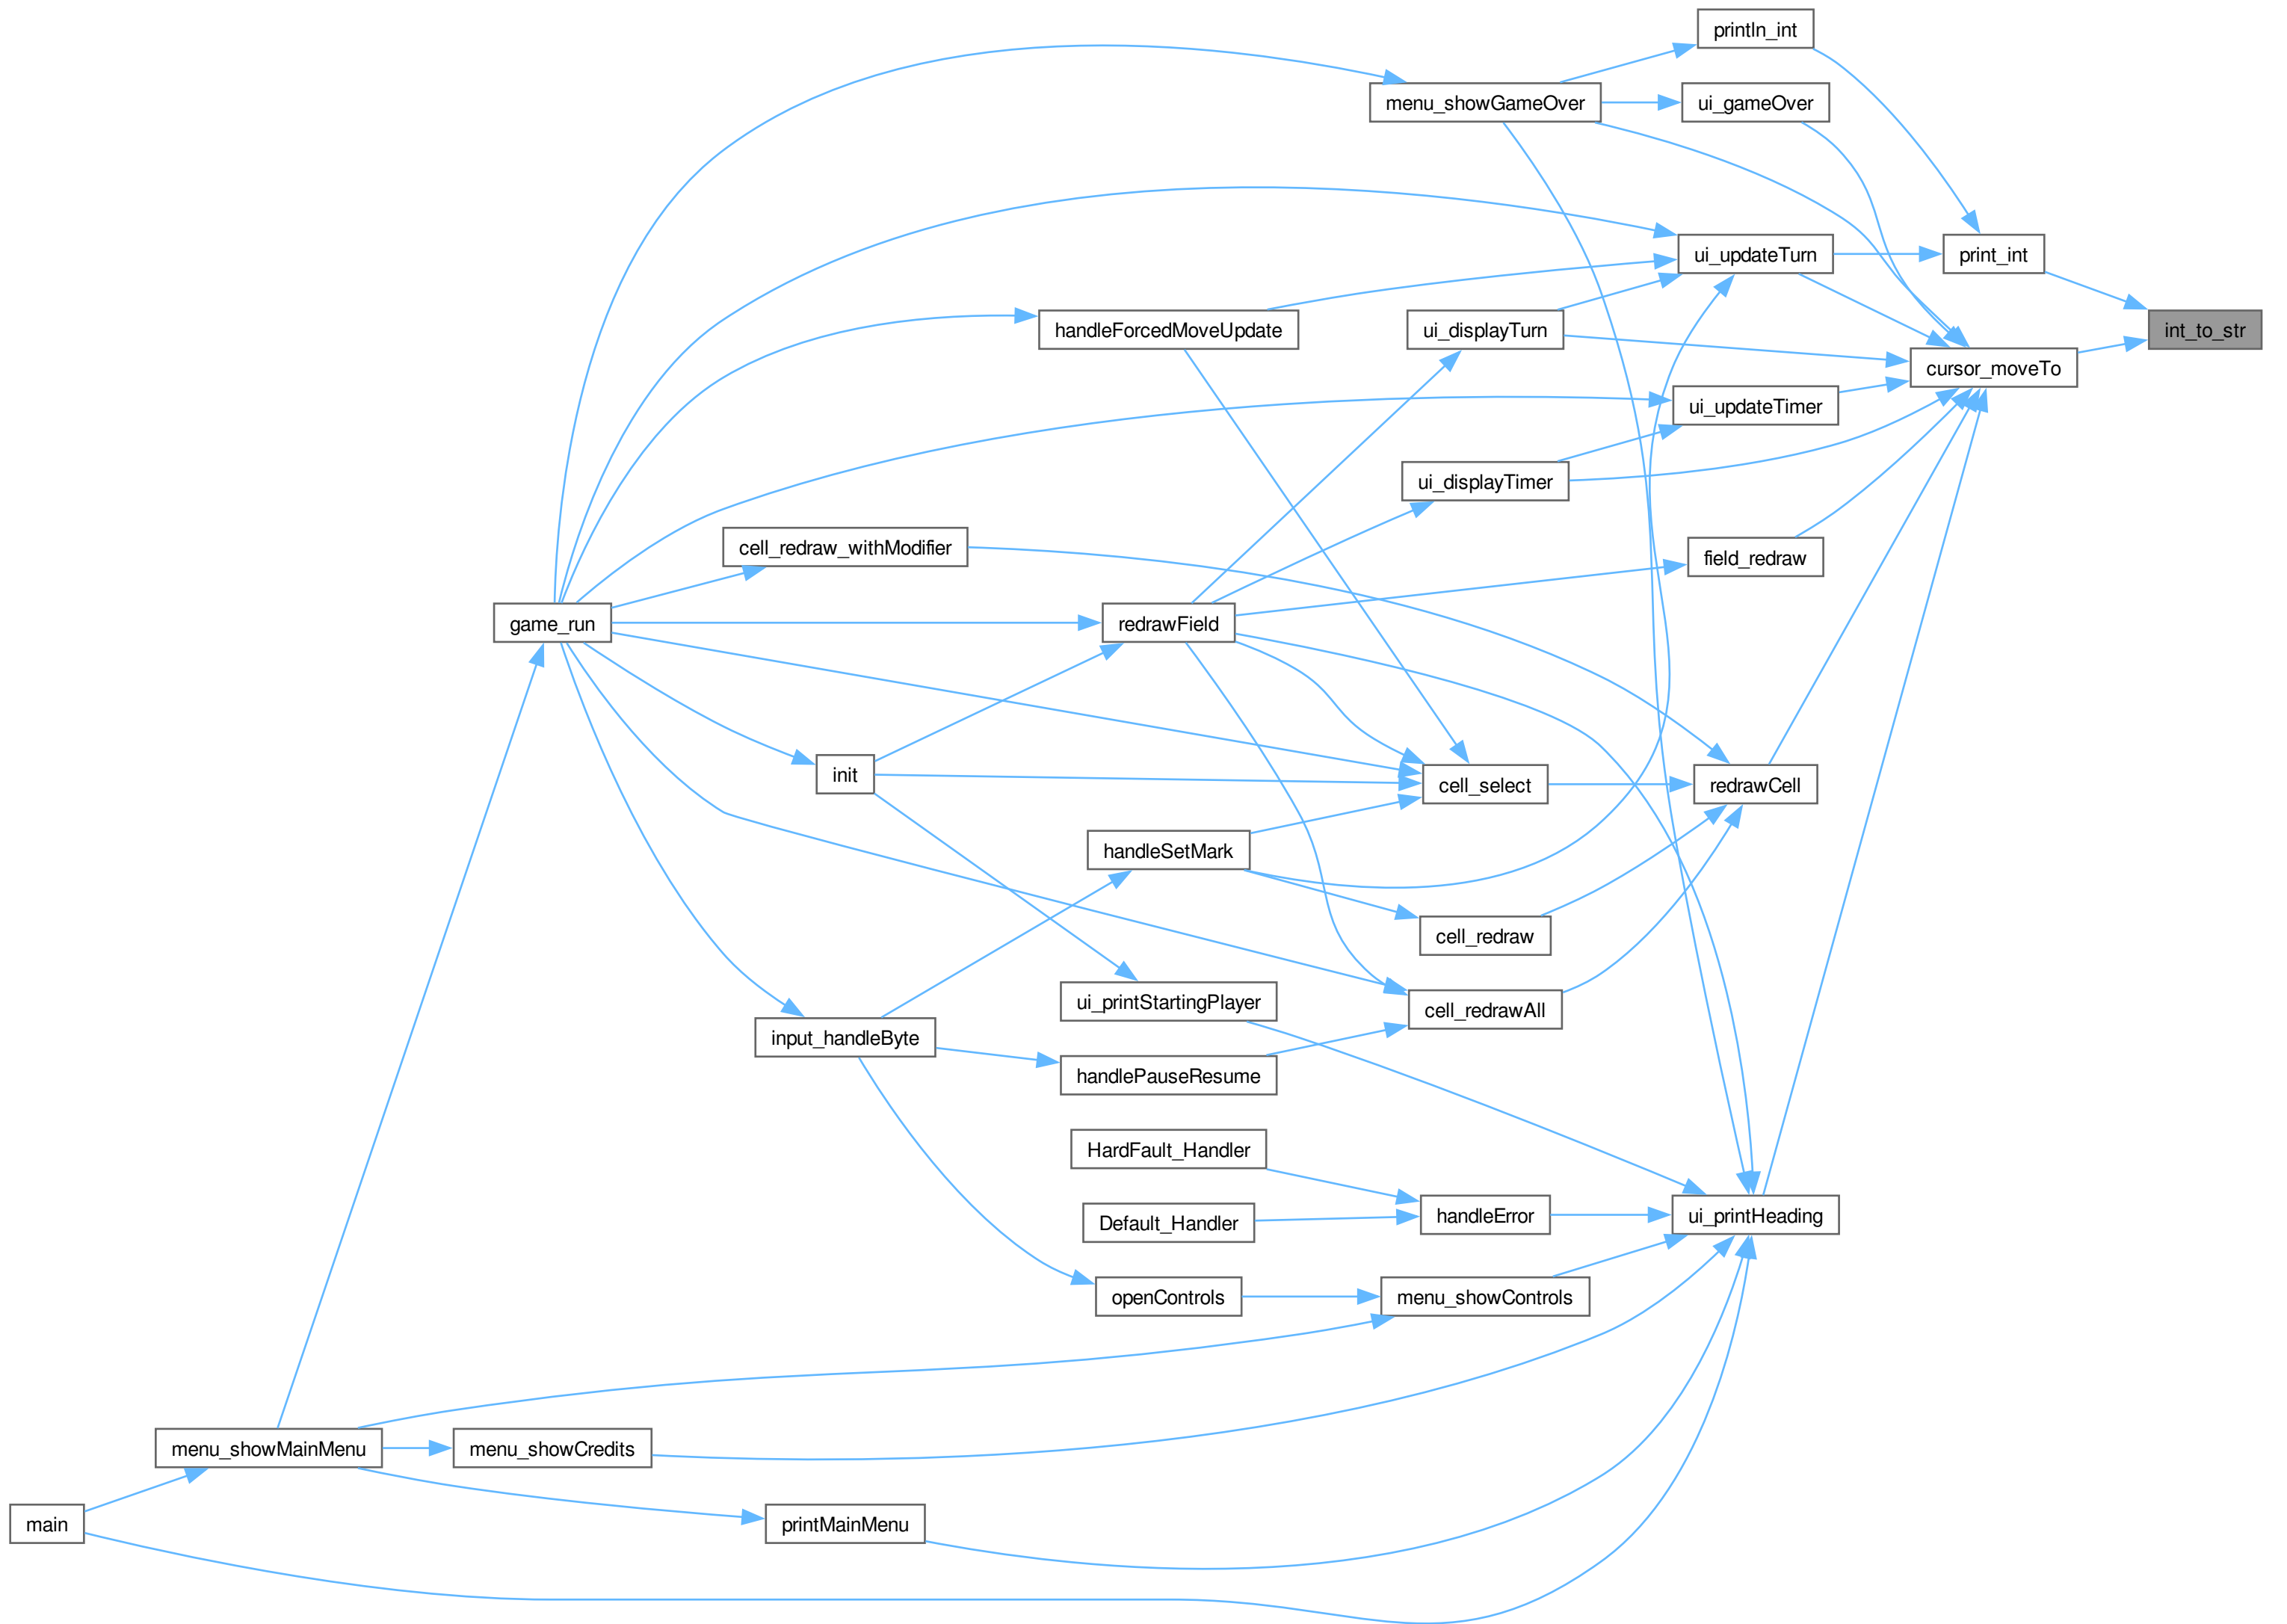 println_int
menu_showGameOver
ui_gameOver
ui_updateTurn
print_int
handleForcedMoveUpdate
ui_displayTurn
int_to_str
cursor_moveTo
ui_updateTimer
ui_displayTimer
cell_redraw_withModifier
field_redraw
game_run
redrawField
init
cell_select
redrawCell
handleSetMark
cell_redraw
ui_printStartingPlayer
cell_redrawAll
input_handleByte
handlePauseResume
HardFault_Handler
Default_Handler
handleError
ui_printHeading
openControls
menu_showControls
menu_showMainMenu
menu_showCredits
main
printMainMenu